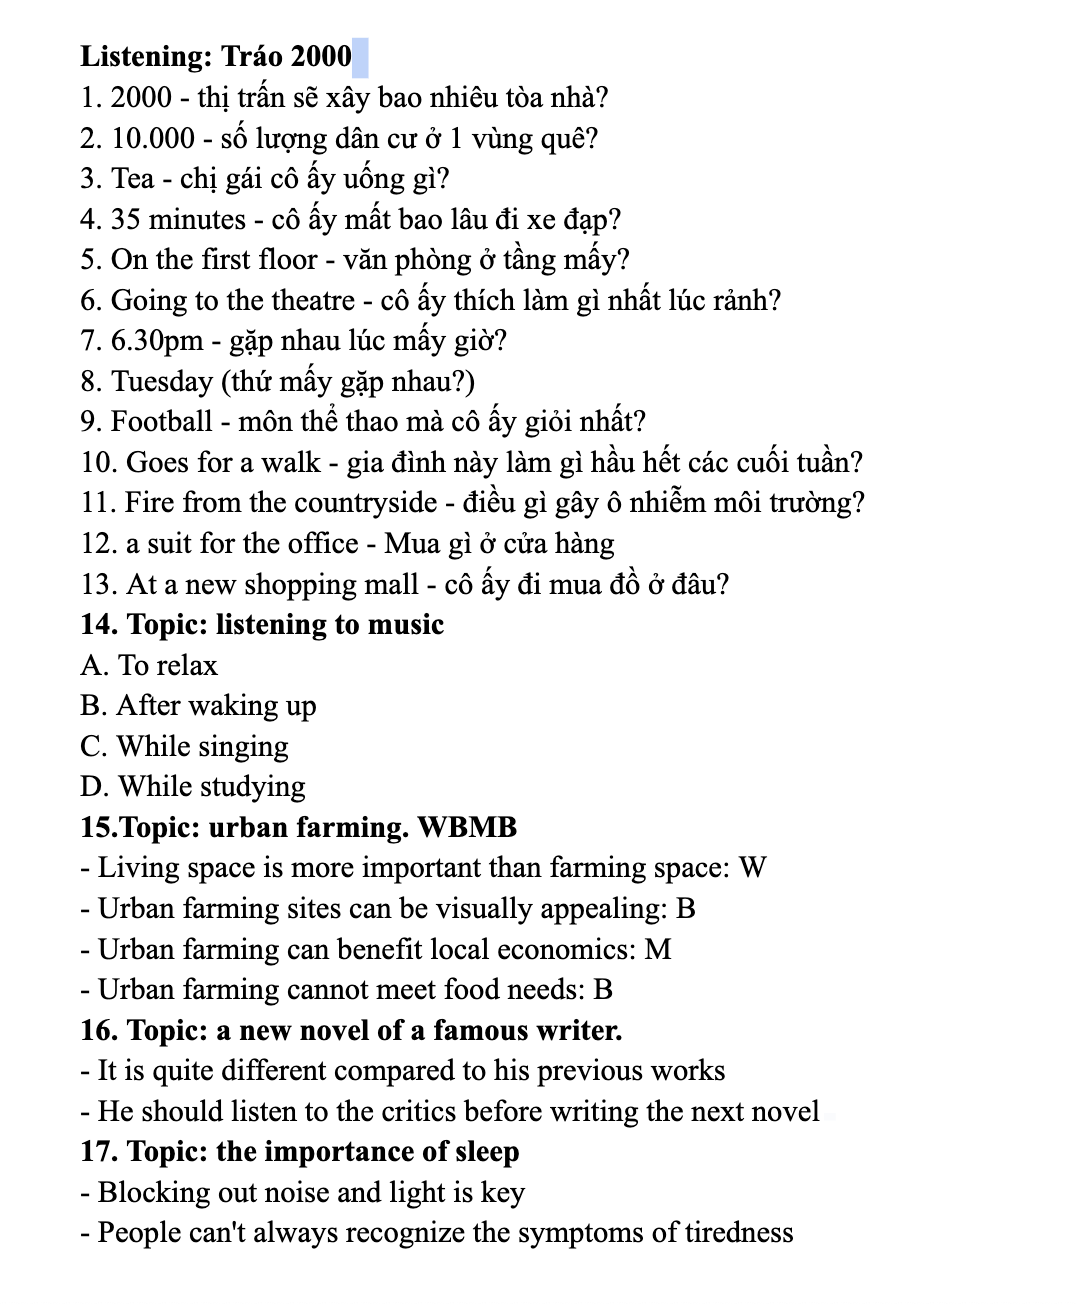 Listening: Tráo 2000
1. 2000 - thị trấn sẽ xây bao nhiêu tòa nhà?
2. 10.000 - số lượng dân cư ở 1 vùng quê?
3. Tea - chị gái cô ấy uống gì?
4. 35 minutes - cô ấy mất bao lâu đi xe đạp?
5. On the first floor - văn phòng ở tầng mấy?
6. Going to the theatre - cô ấy thích làm gì nhất lúc rảnh?
7. 6.30pm - gặp nhau lúc mấy giờ?
8. Tuesday (thứ mấy gặp nhau?)
9. Football - môn thể thao mà cô ấy giỏi nhất?
10. Goes for a walk - gia đình này làm gì hầu hết các cuối tuần?
11. Fire from the countryside - điều gì gây ô nhiễm môi trường?
12. a suit for the office - Mua gì ở cửa hàng
13. At a new shopping mall - cô ấy đi mua đồ ở đâu?
14. Topic: listening to music
A. To relax
B. After waking up
C. While singing
D. While studying
15.Topic: urban farming. WBMB
- Living space is more important than farming space: W
- Urban farming sites can be visually appealing: B
- Urban farming can benefit local economics: M
- Urban farming cannot meet food needs: B
16. Topic: a new novel of a famous writer.
- It is quite different compared to his previous works
- He should listen to the critics before writing the next novel
17. Topic: the importance of sleep
- Blocking out noise and light is key
- People can't always recognize the symptoms of tiredness